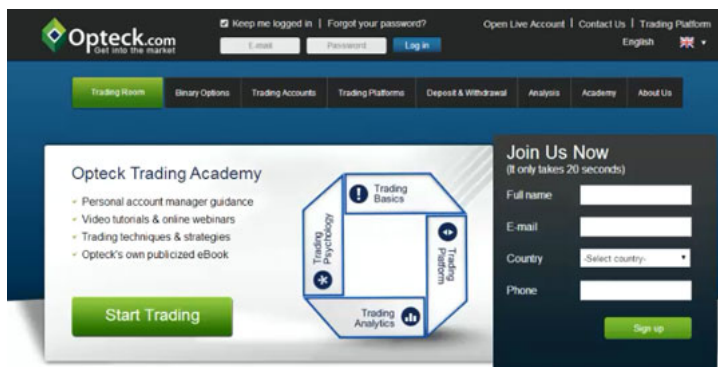 Opteck.com
Get into the market
Keep me logged in | Forgot your password?
E-mail
Password
Log in
Open Live Account | Contact Us | Trading Platform
English
Trading Room
Binary Options
Trading Accounts
Trading Platforms
Deposit & Withdrawal
Analysis
Academy
About Us
Opteck Trading Academy
Personal account manager guidance
Video tutorials & online webinars
Trading techniques & strategies
Opteck's own publicized eBook
Start Trading
Trading
Basics
Trading
Platform
Trading
Analytics
Trading
Psychology
Join Us Now
(It only takes 20 seconds)
Full name
E-mail
Country
-Select country-
Phone
Sign up